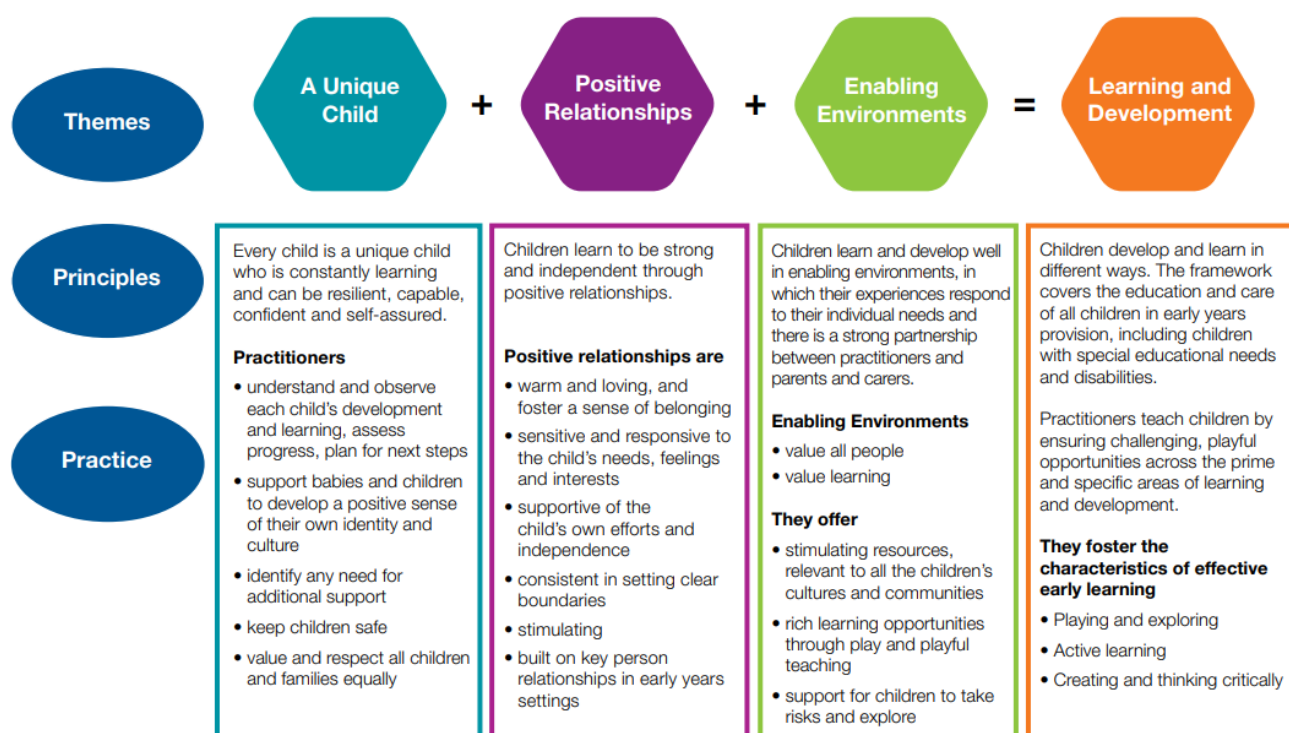 Themes
A Unique
Child
+
Positive
Relationships
+
Enabling
Environments
=
Learning and
Development
Principles
Practice
Every child is a unique child
who is constantly learning
and can be resilient, capable,
confident and self-assured.
Practitioners
• understand and observe
each child's development
and learning, assess
progress, plan for next steps
• support babies and children
to develop a positive sense
of their own identity and
culture
• identify any need for
additional support
• keep children safe
• value and respect all children
and families equally
Children learn to be strong
and independent through
positive relationships.
Positive relationships are
• warm and loving, and
foster a sense of belonging
• sensitive and responsive to
the child's needs, feelings
and interests
• supportive of the
child's own efforts and
independence
• consistent in setting clear
boundaries
• stimulating
• built on key person
relationships in early years
settings
Children learn and develop well
in enabling environments, in
which their experiences respond
to their individual needs and
there is a strong partnership
between practitioners and
parents and carers.
Enabling Environments
• value all people
• value learning
They offer
• stimulating resources,
relevant to all the children's
cultures and communities
• rich learning opportunities
through play and playful
teaching
• support for children to take
risks and explore
Children develop and learn in
different ways. The framework
covers the education and care
of all children in early years
provision, including children
with special educational needs
and disabilities.
Practitioners teach children by
ensuring challenging, playful
opportunities across the prime
and specific areas of learning
and development.
They foster the
characteristics of effective
early learning
• Playing and exploring
• Active learning
• Creating and thinking critically